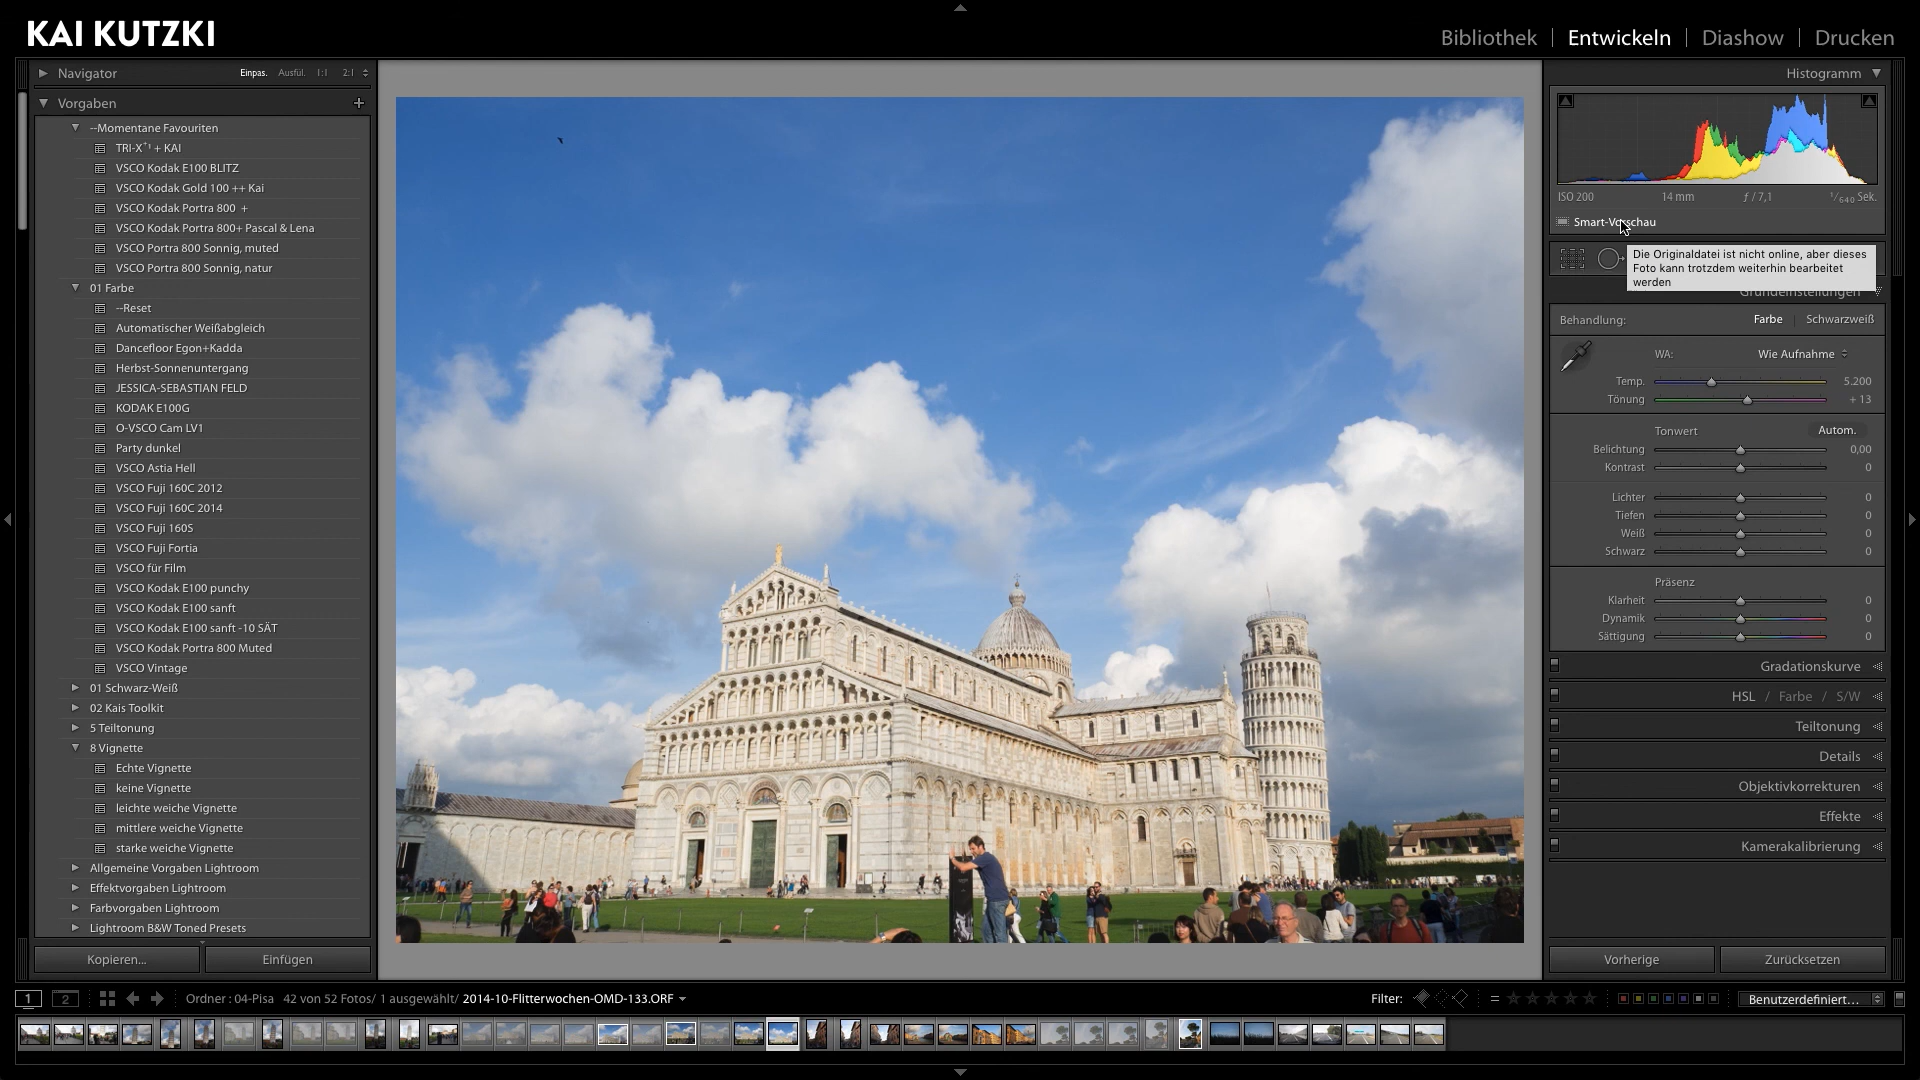 KAI KUTZKI
Bibliothek | Entwickeln | Diashow | Drucken
Navigator Einpas. Ausfül. 1:1 2:1
Vorgaben +
--Momentane Favouriten
TRI-X⁺¹ + KAI
VSCO Kodak E100 BLITZ
VSCO Kodak Gold 100 ++ Kai
VSCO Kodak Portra 800 +
VSCO Kodak Portra 800+ Pascal & Lena
VSCO Portra 800 Sonnig, muted
VSCO Portra 800 Sonnig, natur
01 Farbe
--Reset
Automatischer Weißabgleich
Dancefloor Egon+Kadda
Herbst-Sonnenuntergang
JESSICA-SEBASTIAN FELD
KODAK E100G
O-VSCO Cam LV1
Party dunkel
VSCO Astia Hell
VSCO Fuji 160C 2012
VSCO Fuji 160C 2014
VSCO Fuji 160S
VSCO Fuji Fortia
VSCO für Film
VSCO Kodak E100 punchy
VSCO Kodak E100 sanft
VSCO Kodak E100 sanft -10 SÄT
VSCO Kodak Portra 800 Muted
VSCO Vintage
01 Schwarz-Weiß
02 Kais Toolkit
5 Teiltonung
8 Vignette
Echte Vignette
keine Vignette
leichte weiche Vignette
mittlere weiche Vignette
starke weiche Vignette
Allgemeine Vorgaben Lightroom
Effektvorgaben Lightroom
Farbvorgaben Lightroom
Lightroom B&W Toned Presets
Kopieren... Einfügen
Histogramm
ISO 200 14 mm ƒ / 7,1 1/640 Sek.
Smart-Vorschau
Die Originaldatei ist nicht online, aber dieses
Foto kann trotzdem weiterhin bearbeitet
werden
Grundeinstellungen
Behandlung: Farbe | Schwarzweiß
WA: Wie Aufnahme
Temp. 5.200
Tönung + 13
Tonwert Autom.
Belichtung 0,00
Kontrast 0
Lichter 0
Tiefen 0
Weiß 0
Schwarz 0
Präsenz
Klarheit 0
Dynamik 0
Sättigung 0
Gradationskurve
HSL / Farbe / S/W
Teiltonung
Details
Objektivkorrekturen
Effekte
Kamerakalibrierung
Vorherige Zurücksetzen
1 2 Ordner : 04-Pisa 42 von 52 Fotos/ 1 ausgewählt/ 2014-10-Flitterwochen-OMD-133.ORF Filter: Benutzerdefiniert...